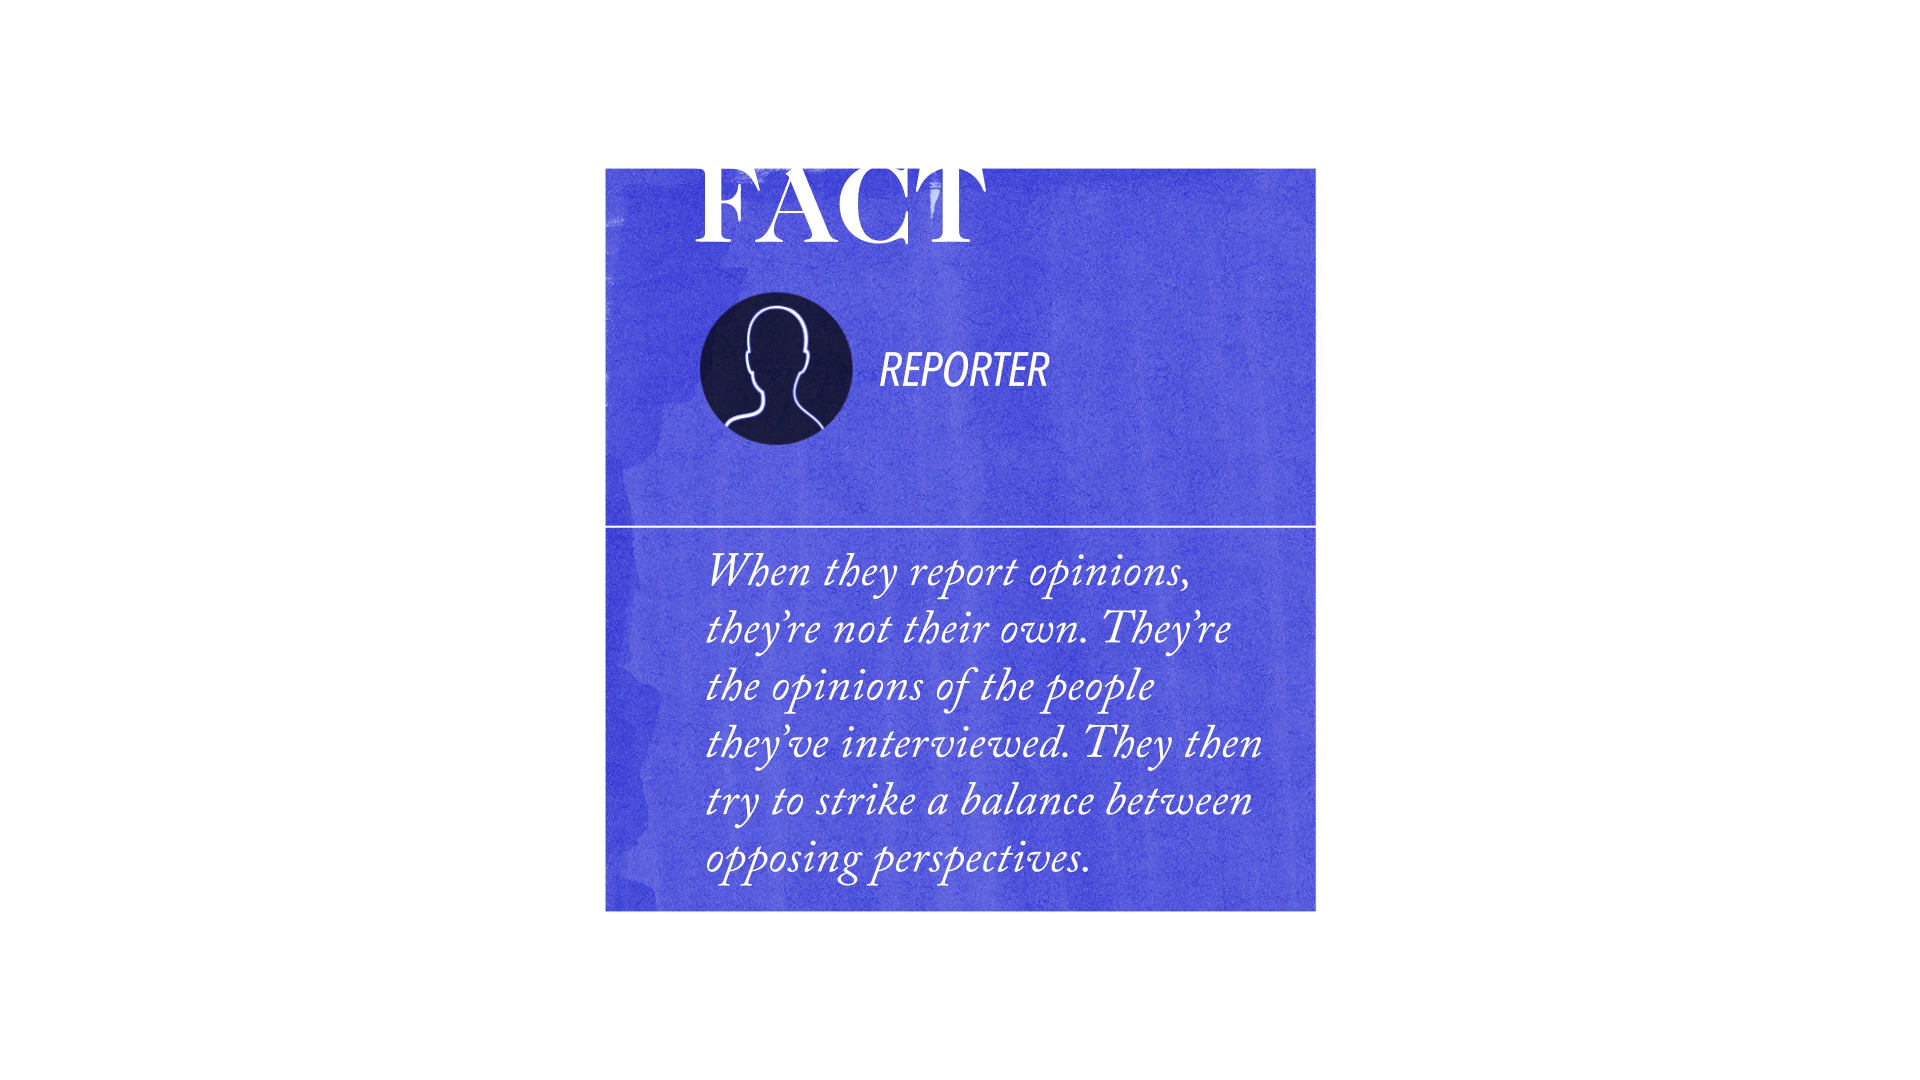 FACT
REPORTER
When they report opinions,
they’re not their own. They’re
the opinions of the people
they’ve interviewed. They then
try to strike a balance between
opposing perspectives.